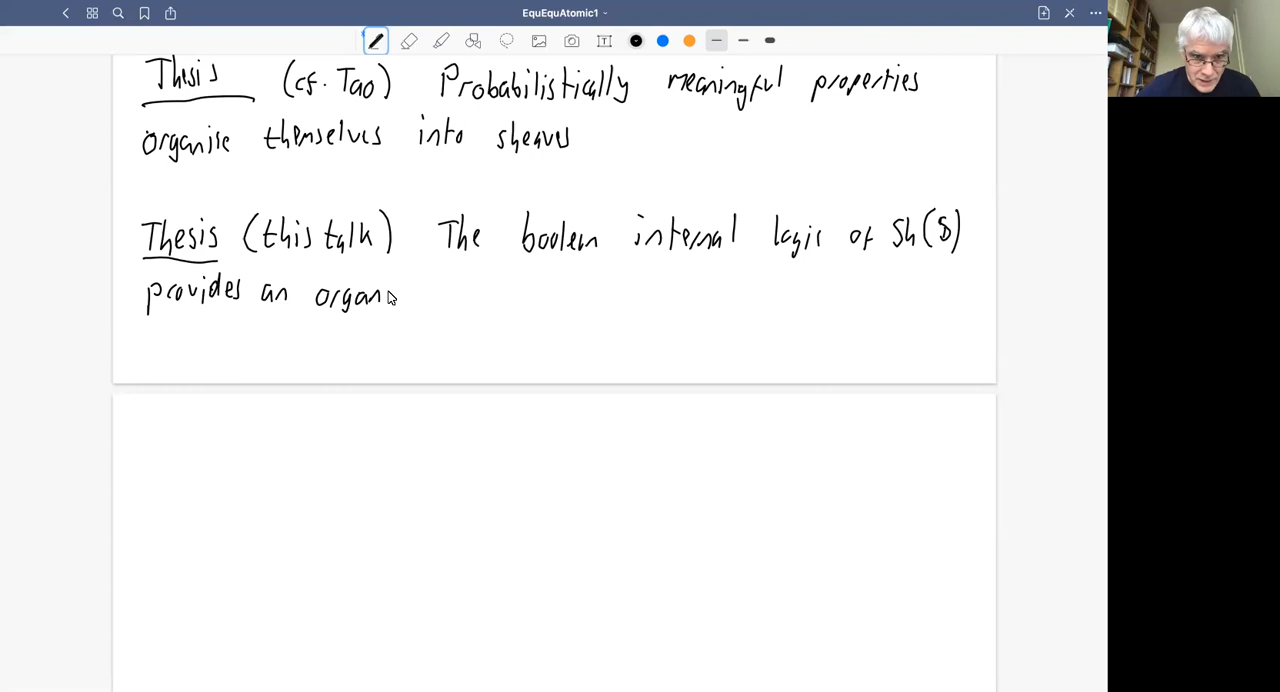 EquEquAtomic1
Thesis (cf. Tao) Probabilistically meaningful properties
organise themselves into sheaves
Thesis (this talk) The boolean internal logic of Sh(S)
provides an organ